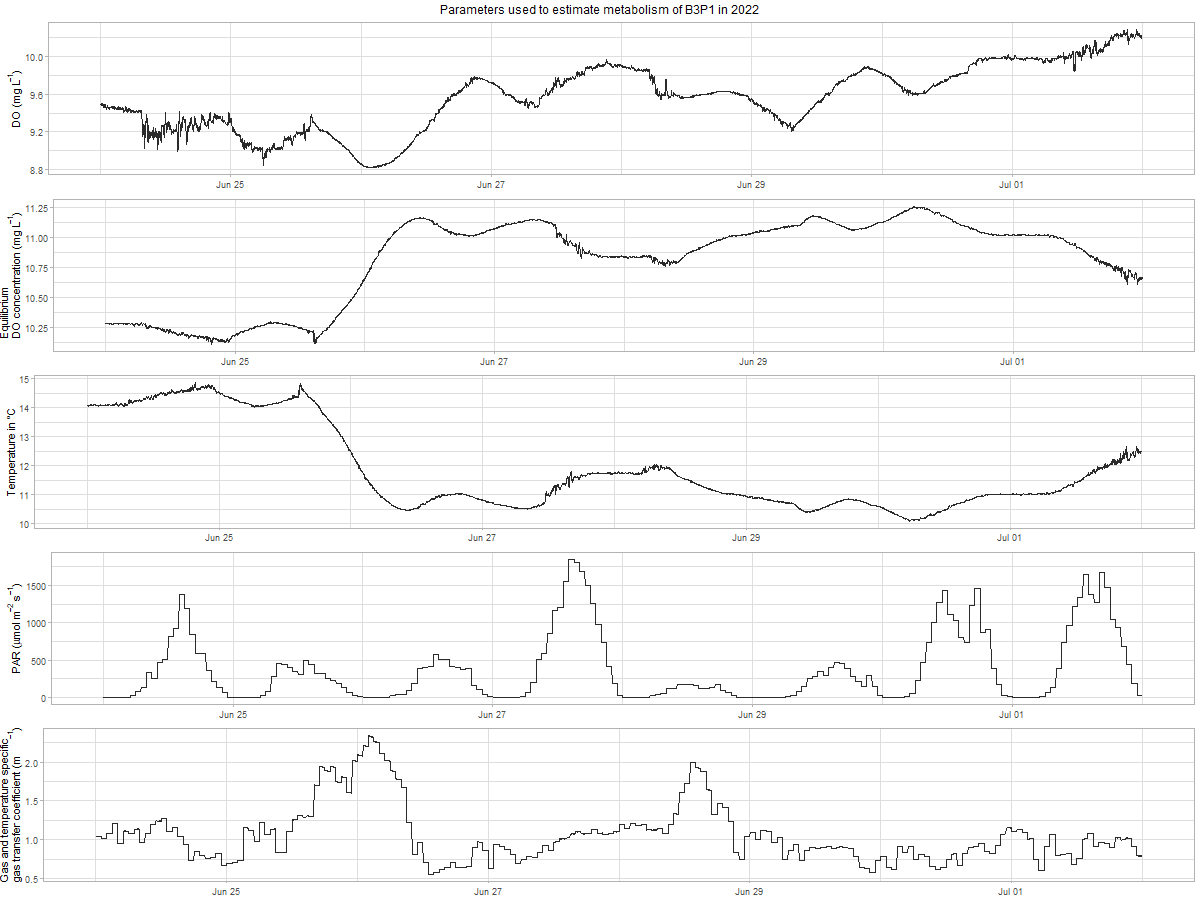 Parameters used to estimate metabolism of B3P1 in 2022
DO (mg L⁻¹)
10.0
9.6
9.2
8.8
Jun 25 Jun 27 Jun 29 Jul 01
Equilibrium
DO concentration (mg L⁻¹)
11.25
11.00
10.75
10.50
10.25
Jun 25 Jun 27 Jun 29 Jul 01
Temperature in °C
15
14
13
12
11
10
Jun 25 Jun 27 Jun 29 Jul 01
PAR (umol m⁻² s⁻¹)
1500
1000
500
0
Jun 25 Jun 27 Jun 29 Jul 01
Gas and temperature specific
gas transfer coefficient (m⁻¹)
2.0
1.5
1.0
0.5
Jun 25 Jun 27 Jun 29 Jul 01